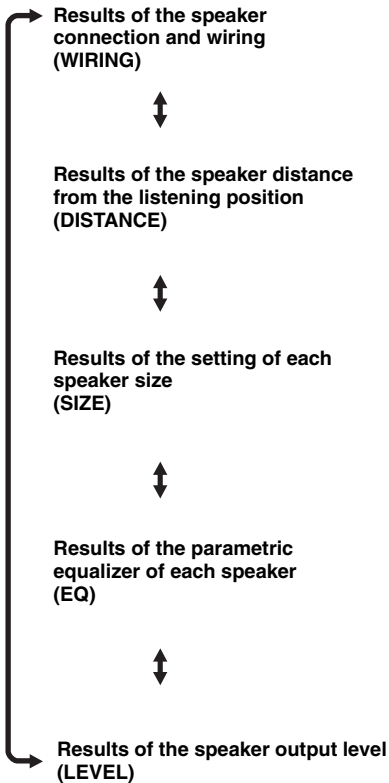 Results of the speaker
connection and wiring
(WIRING)
Results of the speaker distance
from the listening position
(DISTANCE)
Results of the setting of each
speaker size
(SIZE)
Results of the parametric
equalizer of each speaker
(EQ)
Results of the speaker output level
(LEVEL)